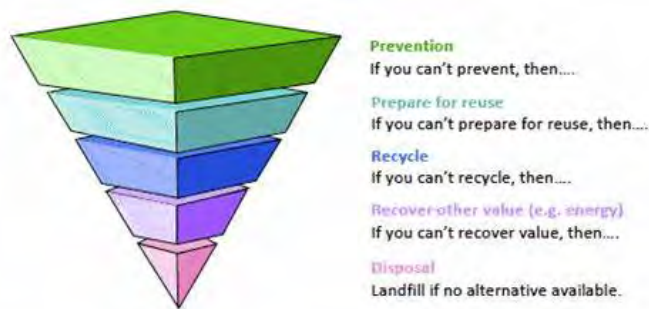 Prevention
If you can't prevent, then....
Prepare for reuse
If you can't prepare for reuse, then....
Recycle
If you can't recycle, then....
Recover other value (e.g. energy)
If you can't recover value, then....
Disposal
Landfill if no alternative available.